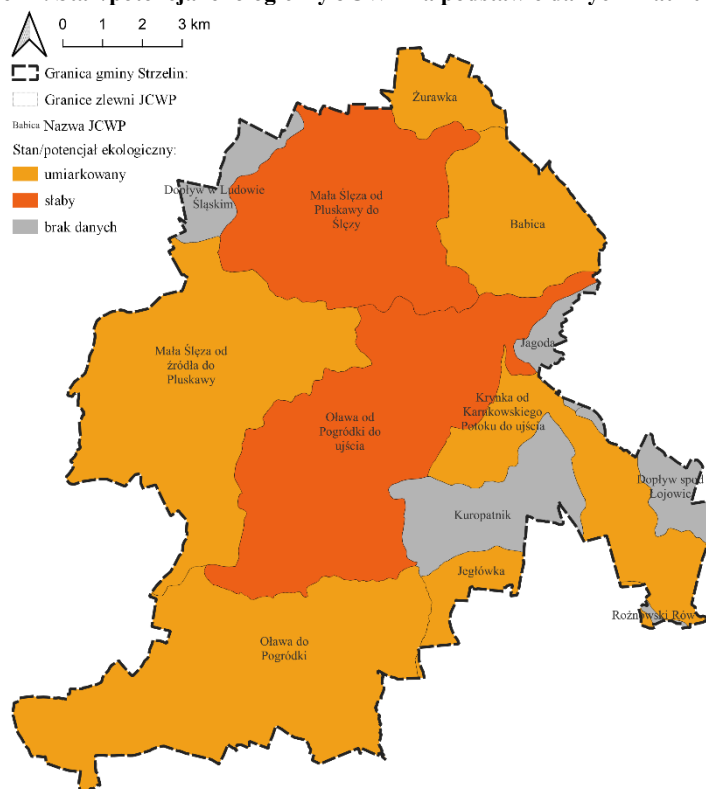 0 1 2 3 km
Granica gminy Strzelin:
Granice zlewni JCWP
Babica Nazwa JCWP
Stan/potencjał ekologiczny:
umiarkowany
słaby
brak danych
Żurawka
Dopływ w Ludowie
Śląskim
Mała Ślęza od
Pluskawy do
Ślęzy
Babica
Jagoda
Mała Ślęza od
źródła do
Pluskawy
Oława od
Pogródki do
ujścia
Krynka od
Karnkowskiego
Potoku do ujścia
Dopływ spod
Łojowic
Kuropatnik
Jegłówka
Rożnowski Rów
Oława do
Pogródki